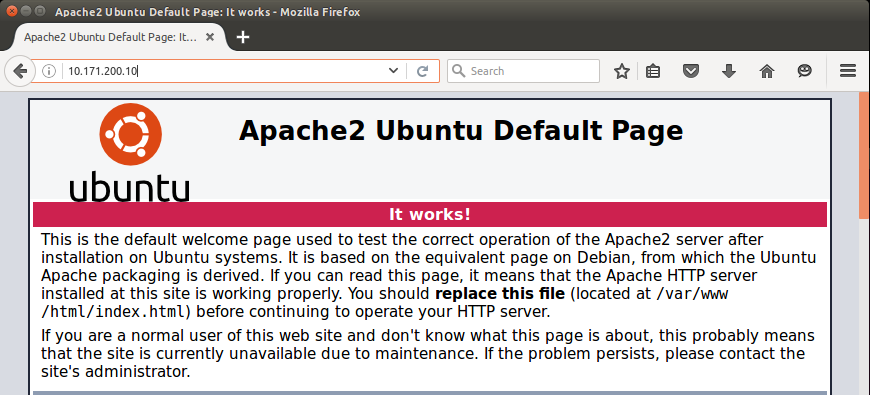 Apache2 Ubuntu Default Page: It works - Mozilla Firefox
Apache2 Ubuntu Default Page: It...
10.171.200.10
Search
ubuntu
Apache2 Ubuntu Default Page
It works!
This is the default welcome page used to test the correct operation of the Apache2 server after
installation on Ubuntu systems. It is based on the equivalent page on Debian, from which the Ubuntu
Apache packaging is derived. If you can read this page, it means that the Apache HTTP server
installed at this site is working properly. You should replace this file (located at /var/www
/html/index.html) before continuing to operate your HTTP server.
If you are a normal user of this web site and don't know what this page is about, this probably means
that the site is currently unavailable due to maintenance. If the problem persists, please contact the
site's administrator.